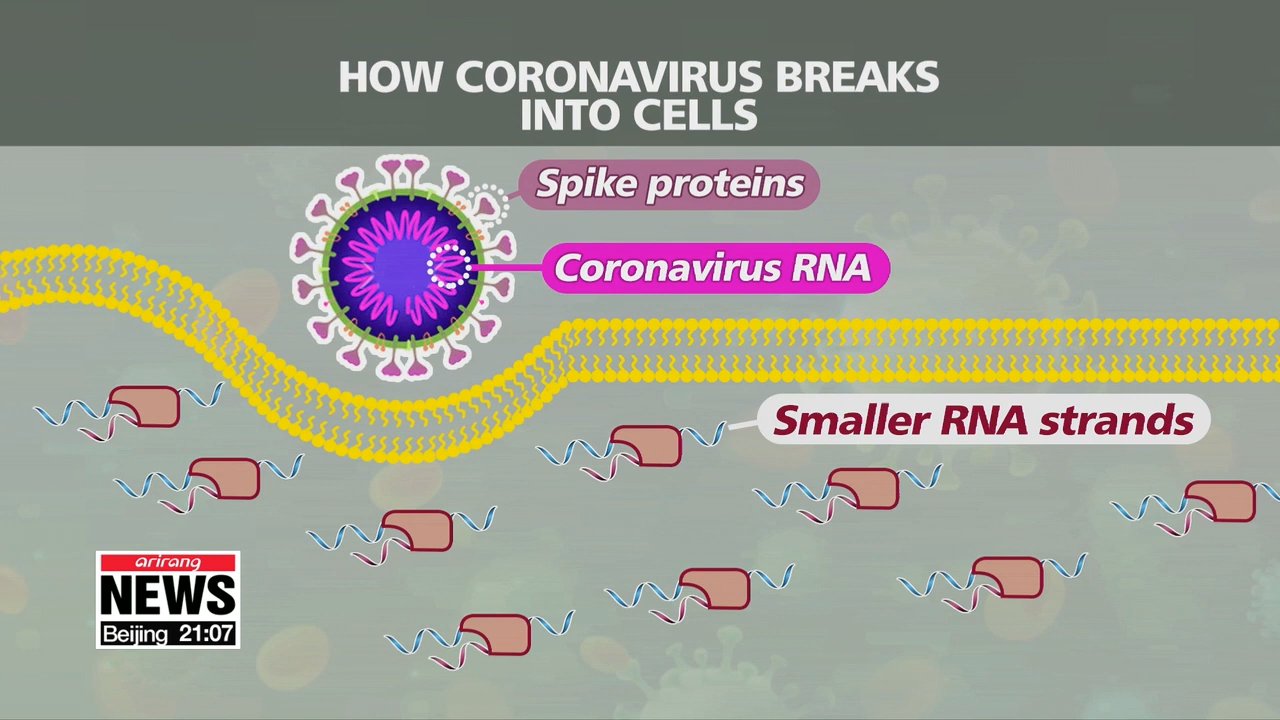 HOW CORONAVIRUS BREAKS
INTO CELLS
Spike proteins
Coronavirus RNA
Smaller RNA strands
arirang
NEWS
Beijing 21:07